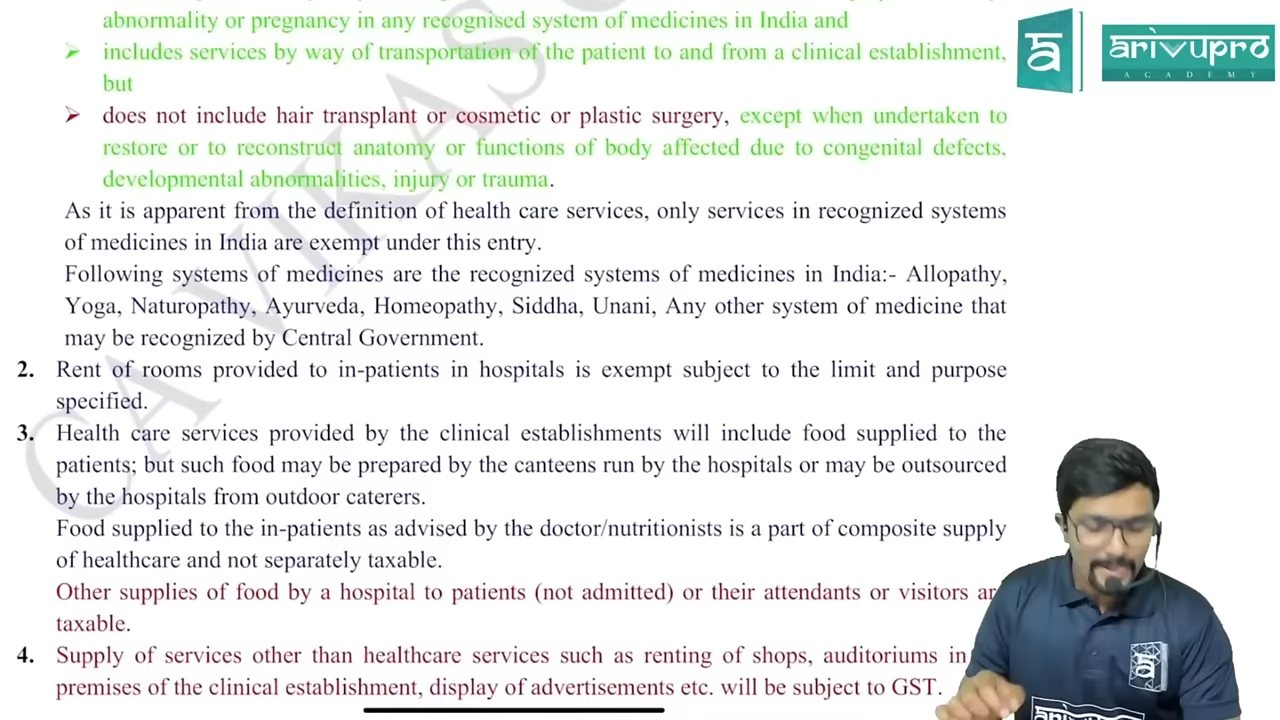 abnormality or pregnancy in any recognised system of medicines in India and
➢ includes services by way of transportation of the patient to and from a clinical establishment,
but
➢ does not include hair transplant or cosmetic or plastic surgery, except when undertaken to
restore or to reconstruct anatomy or functions of body affected due to congenital defects,
developmental abnormalities, injury or trauma.
As it is apparent from the definition of health care services, only services in recognized systems
of medicines in India are exempt under this entry.
Following systems of medicines are the recognized systems of medicines in India:- Allopathy,
Yoga, Naturopathy, Ayurveda, Homeopathy, Siddha, Unani, Any other system of medicine that
may be recognized by Central Government.
2. Rent of rooms provided to in-patients in hospitals is exempt subject to the limit and purpose
specified.
3. Health care services provided by the clinical establishments will include food supplied to the
patients; but such food may be prepared by the canteens run by the hospitals or may be outsourced
by the hospitals from outdoor caterers.
Food supplied to the in-patients as advised by the doctor/nutritionists is a part of composite supply
of healthcare and not separately taxable.
Other supplies of food by a hospital to patients (not admitted) or their attendants or visitors
taxable.
4. Supply of services other than healthcare services such as renting of shops, auditoriums in
premises of the clinical establishment, display of advertisements etc. will be subject to GST.
CA VIKAS
arivupro
ACADEMY